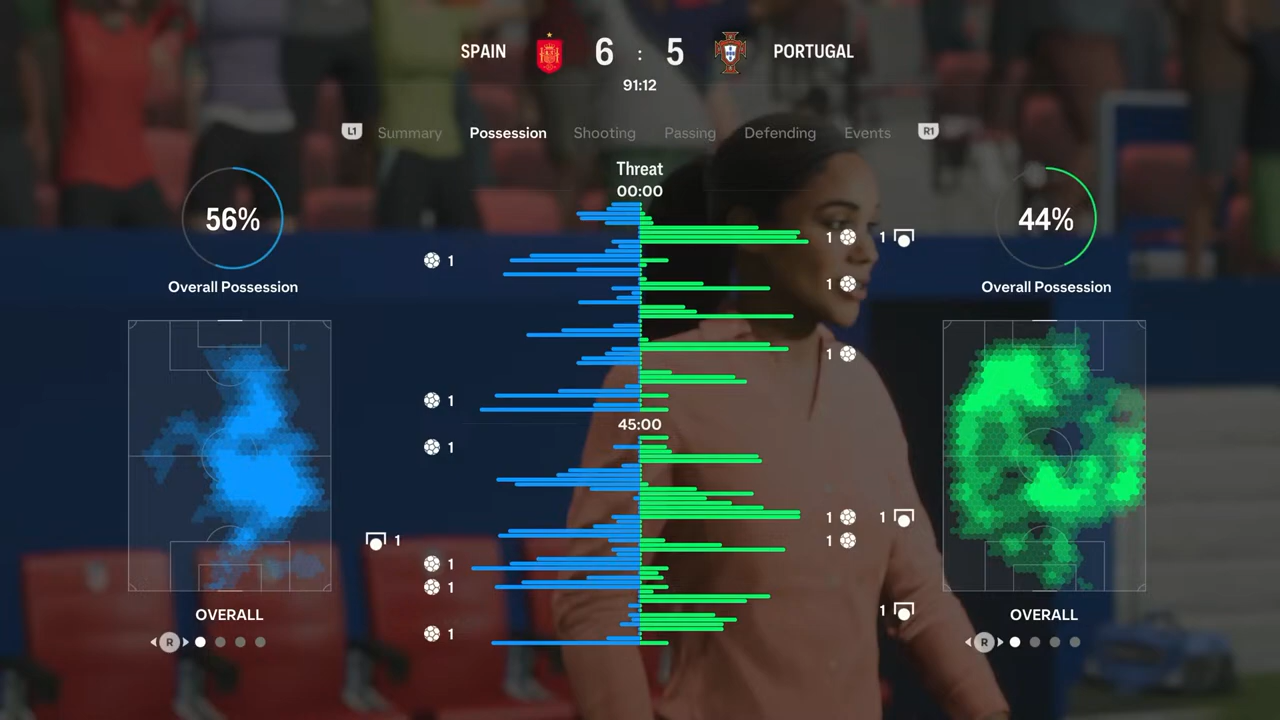 SPAIN 6 : 5 PORTUGAL
91:12
L1 Summary Possession Shooting Passing Defending Events R1
Threat
00:00
56%
Overall Possession
44%
Overall Possession
1 1
1
1
1
1
45:00
1
1 1
1 1
1
1
1
1
OVERALL
R
OVERALL
R